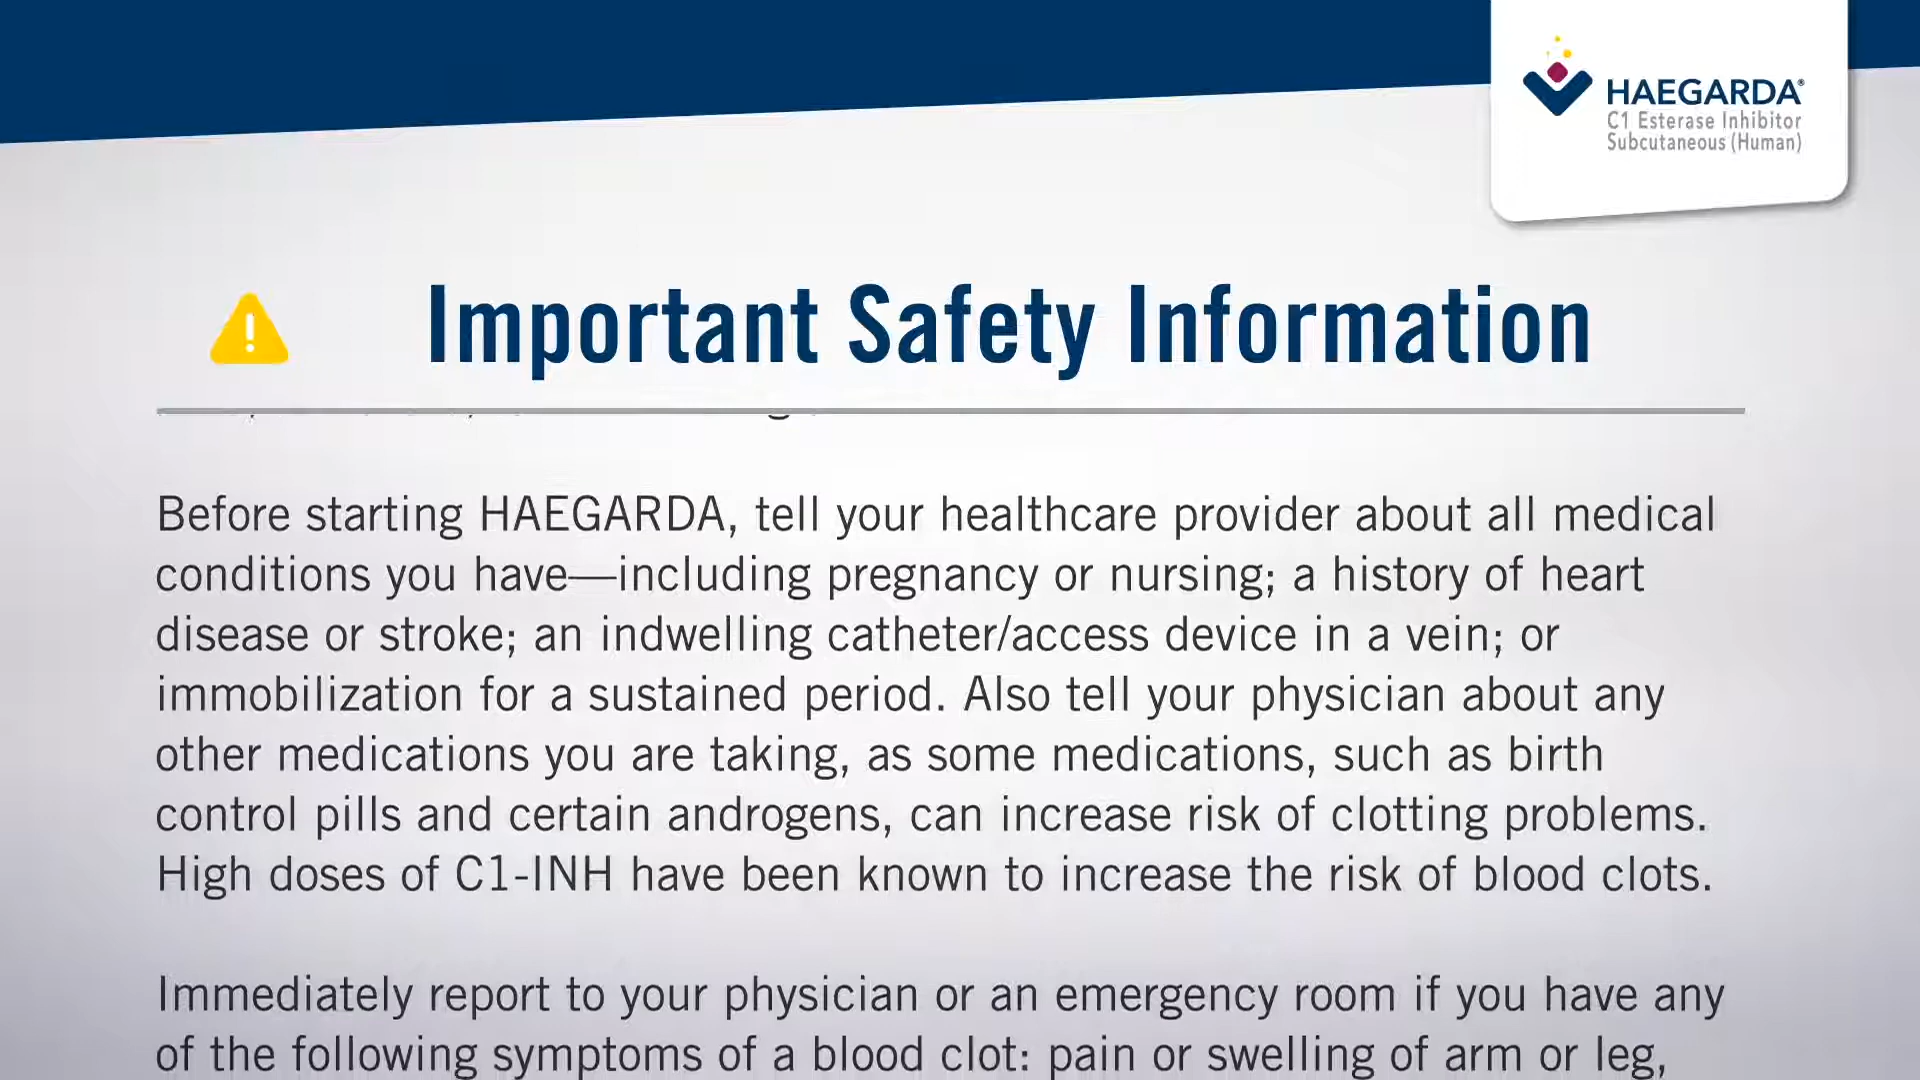 HAEGARDA®
C1 Esterase Inhibitor
Subcutaneous (Human)
Important Safety Information
Before starting HAEGARDA, tell your healthcare provider about all medical
conditions you have—including pregnancy or nursing; a history of heart
disease or stroke; an indwelling catheter/access device in a vein; or
immobilization for a sustained period. Also tell your physician about any
other medications you are taking, as some medications, such as birth
control pills and certain androgens, can increase risk of clotting problems.
High doses of C1-INH have been known to increase the risk of blood clots.
Immediately report to your physician or an emergency room if you have any
of the following symptoms of a blood clot: pain or swelling of arm or leg,